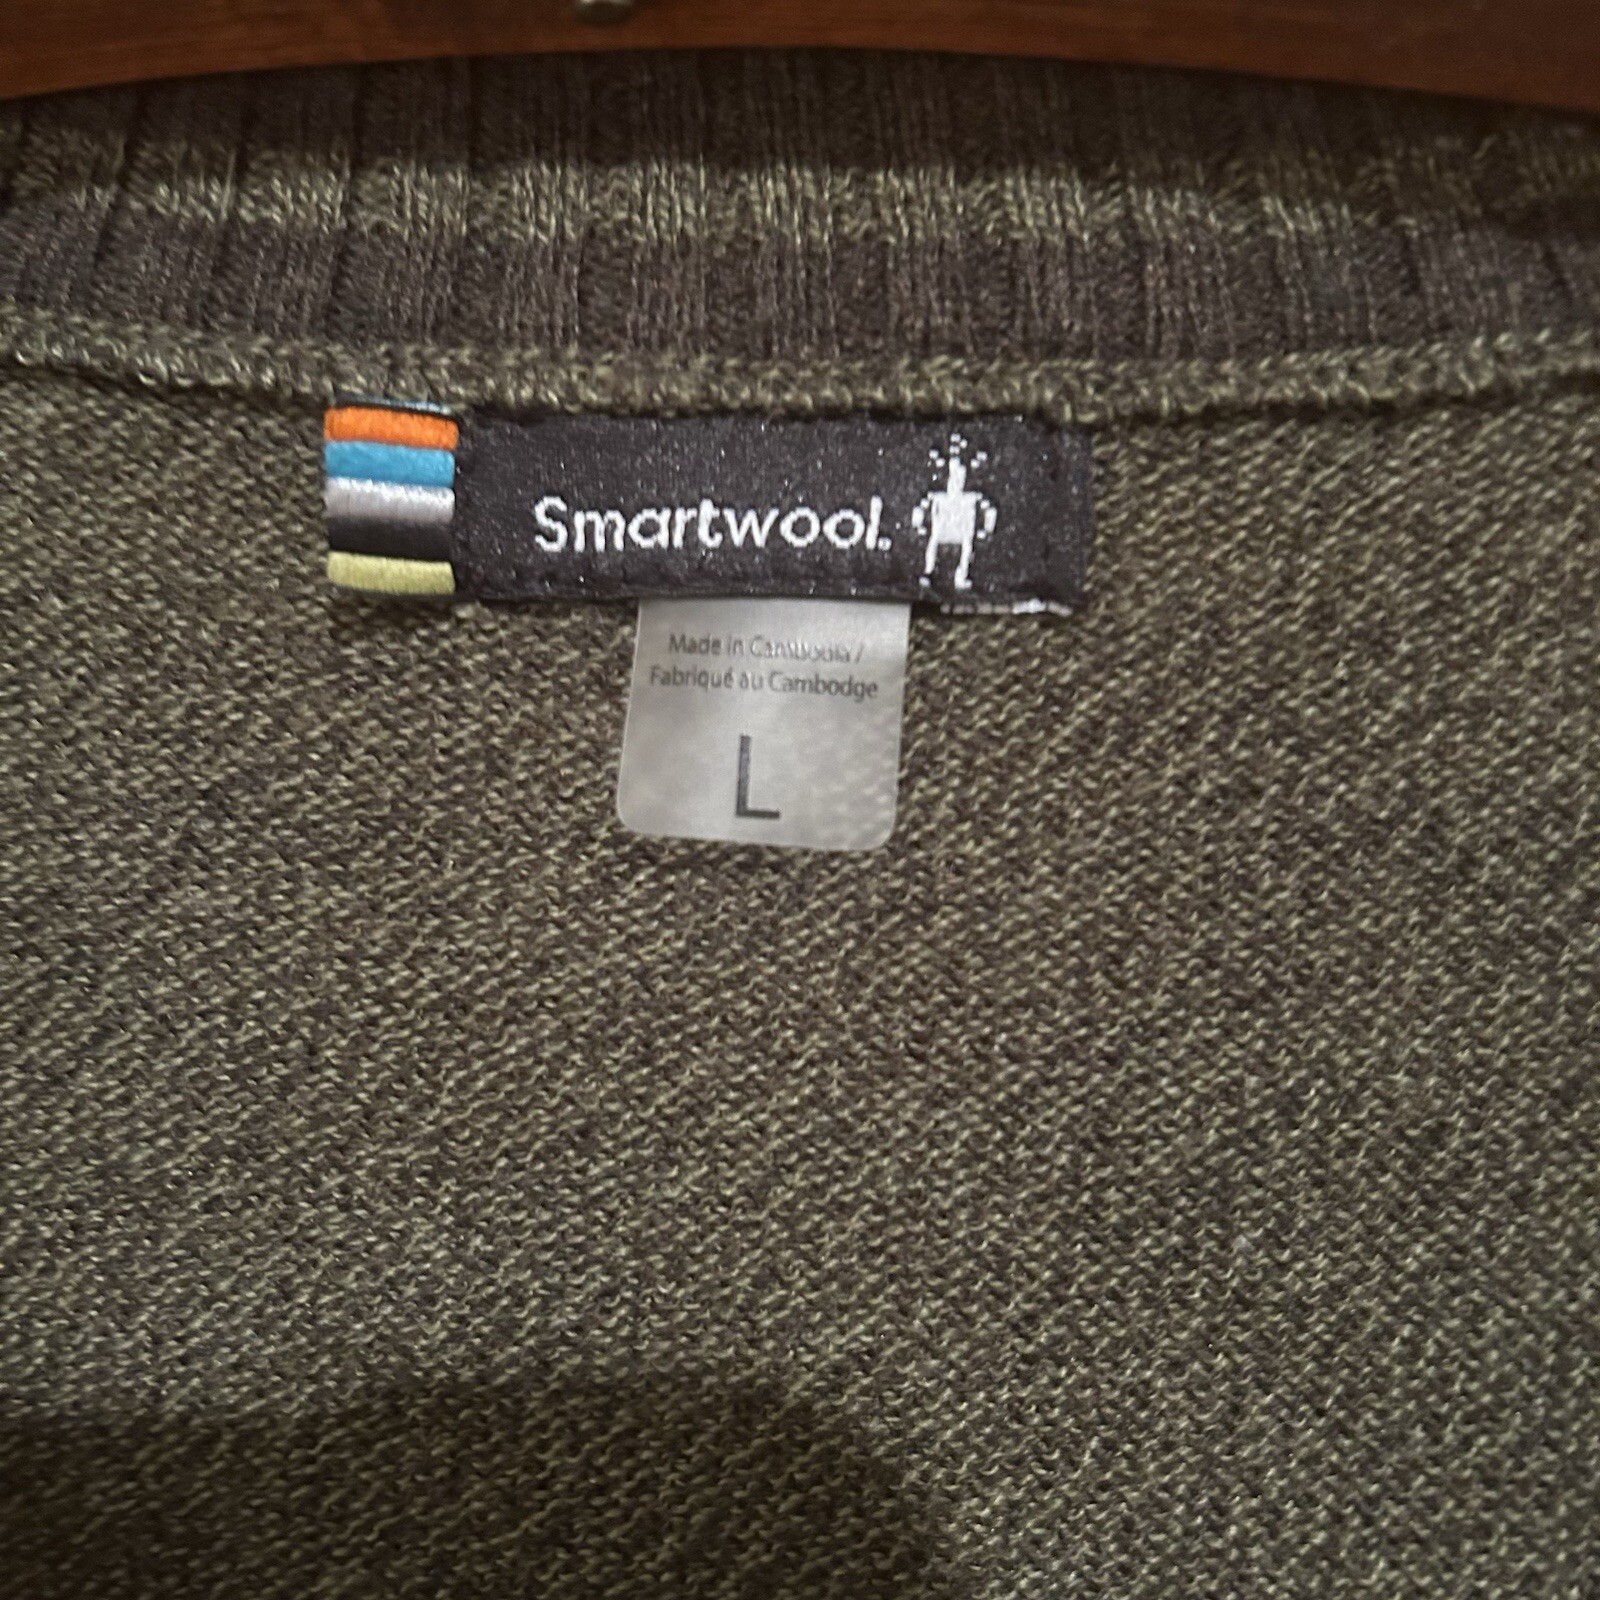 Smartwool
Made in Cambodia /
Fabriqué au Cambodge
L